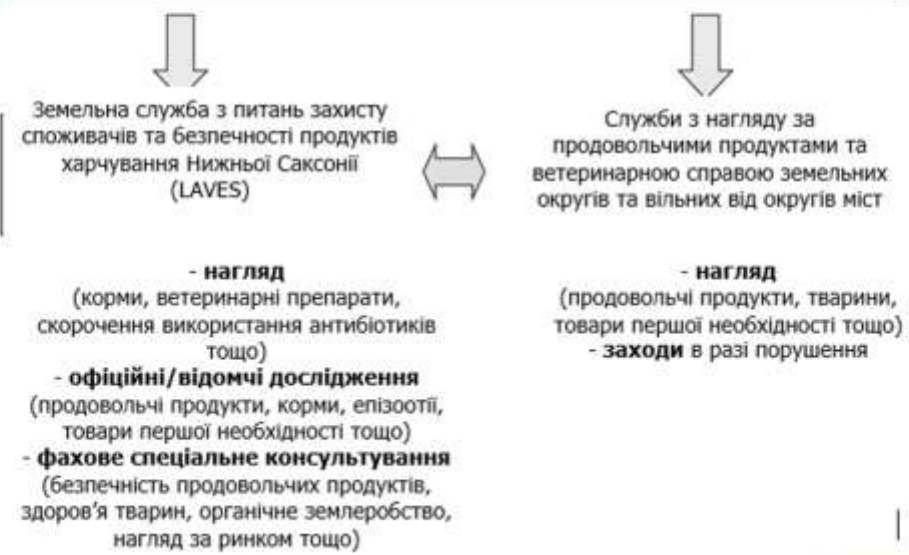 Земельна служба з питань захисту
споживачів та безпечності продуктів
харчування Нижньої Саксонії
(LAVES)
Служби з нагляду за
продовольчими продуктами та
ветеринарною справою земельних
округів та вільних від округів міст
- нагляд
(корми, ветеринарні препарати,
скорочення використання антибіотиків
тощо)
- офіційні/відомчі дослідження
(продовольчі продукти, корми, епізоотії,
товари першої необхідності тощо)
- фахове спеціальне консультування
(безпечність продовольчих продуктів,
здоров’я тварин, органічне землеробство,
нагляд за ринком тощо)
- нагляд
(продовольчі продукти, тварини,
товари першої необхідності тощо)
- заходи в разі порушення